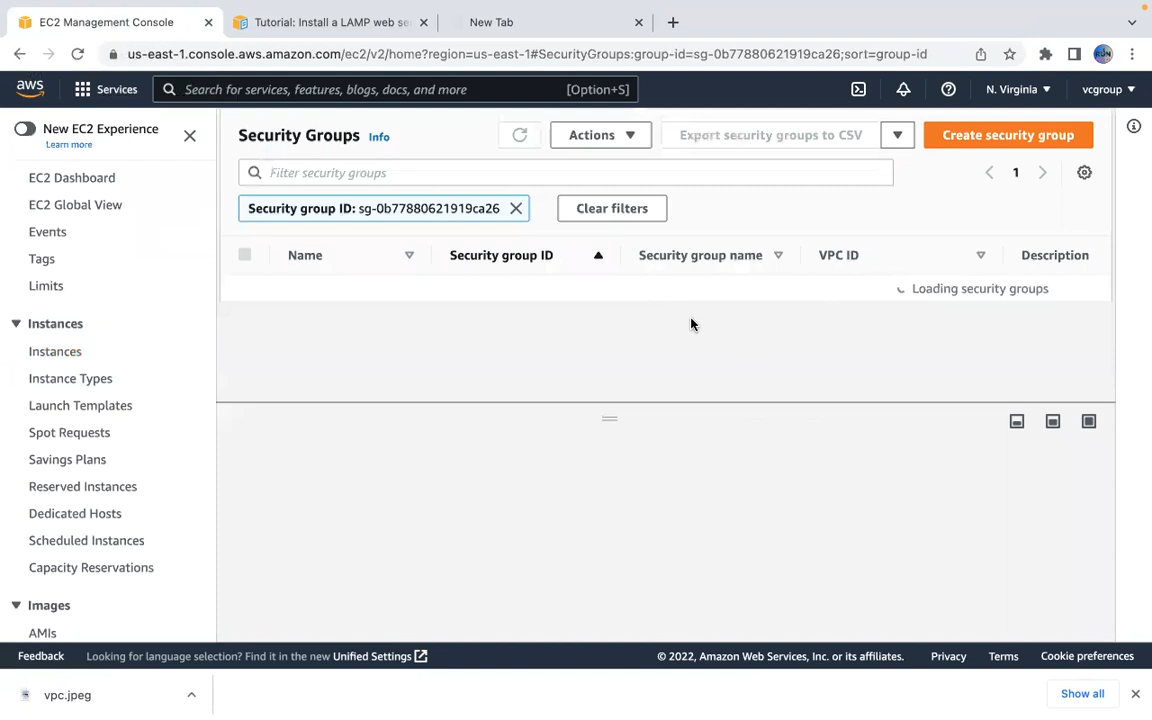 EC2 Management Console
Tutorial: Install a LAMP web se
New Tab
us-east-1.console.aws.amazon.com/ec2/v2/home?region=us-east-1#SecurityGroups:group-id=sg-0b77880621919ca26;sort=group-id
aws
Services
Search for services, features, blogs, docs, and more
[Option+S]
N. Virginia
vcgroup
New EC2 Experience
Learn more
EC2 Dashboard
EC2 Global View
Events
Tags
Limits
Instances
Instances
Instance Types
Launch Templates
Spot Requests
Savings Plans
Reserved Instances
Dedicated Hosts
Scheduled Instances
Capacity Reservations
Images
AMIs
Security Groups Info
Actions
Export security groups to CSV
Create security group
Filter security groups
1
Security group ID: sg-0b77880621919ca26
Clear filters
Name
Security group ID
Security group name
VPC ID
Description
Loading security groups
Feedback
Looking for language selection? Find it in the new Unified Settings
© 2022, Amazon Web Services, Inc. or its affiliates.
Privacy
Terms
Cookie preferences
vpc.jpeg
Show all